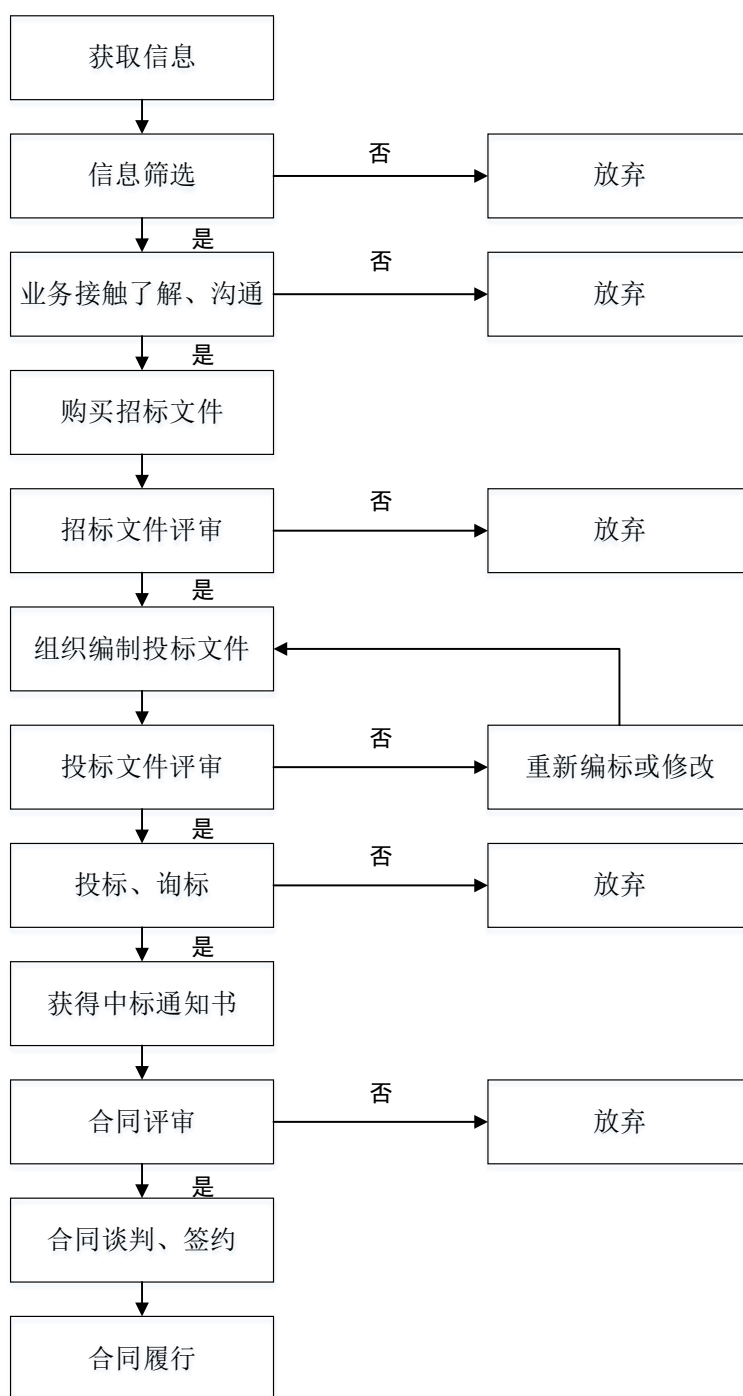 获取信息
否
信息筛选
放弃
是
否
业务接触了解、沟通
放弃
是
购买招标文件
否
招标文件评审
放弃
是
组织编制投标文件
否
投标文件评审
重新编标或修改
是
否
投标、询标
放弃
是
获得中标通知书
否
合同评审
放弃
是
合同谈判、签约
合同履行